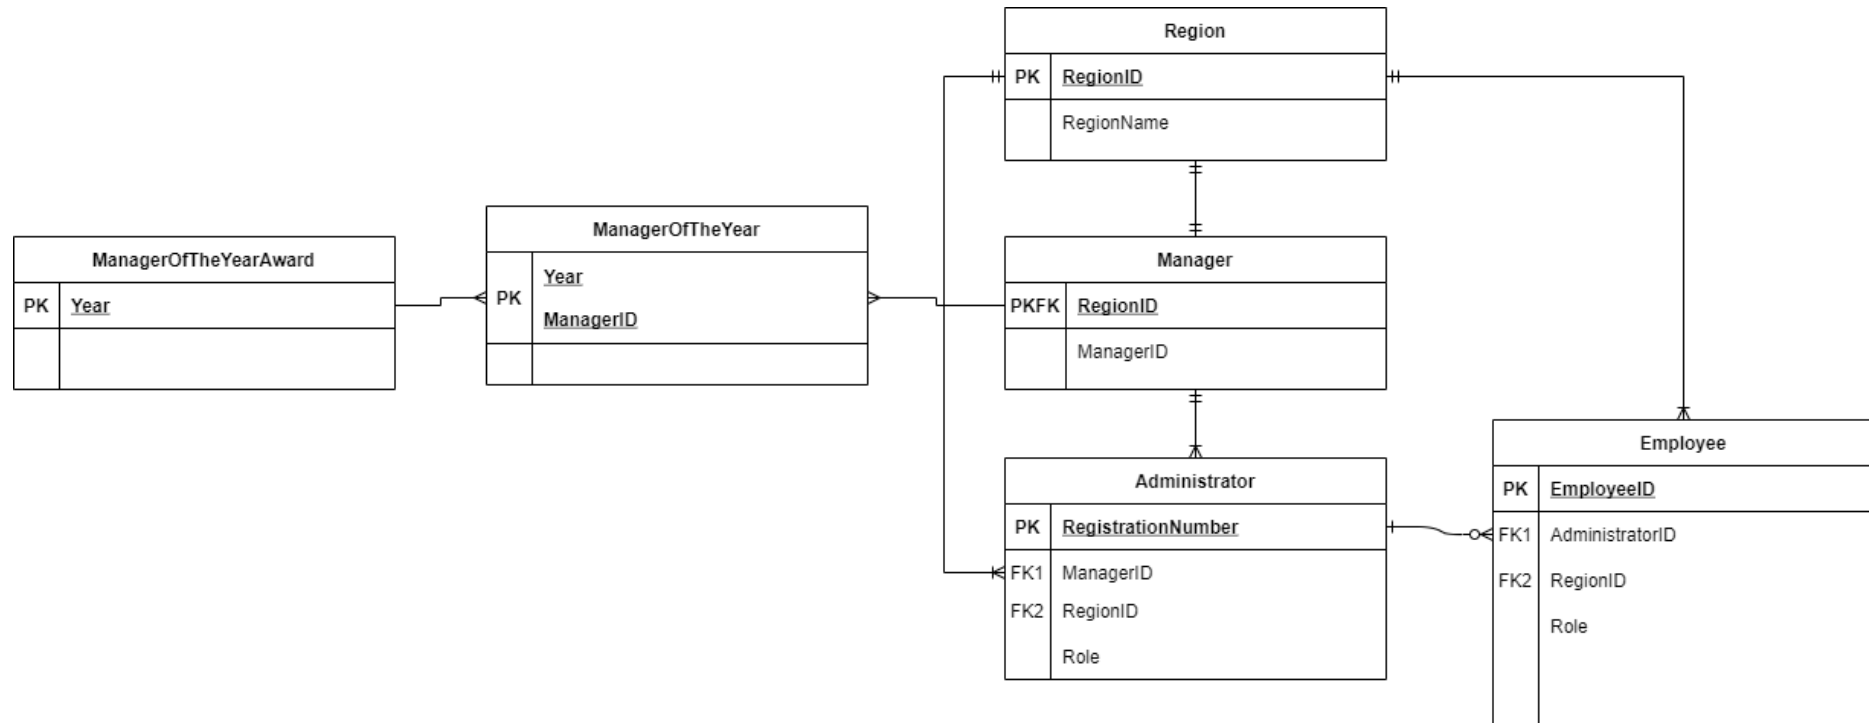 Region
PK RegionID
RegionName
ManagerOfTheYearAward
PK Year
ManagerOfTheYear
PK Year
ManagerID
Manager
PKFK RegionID
ManagerID
Administrator
PK RegistrationNumber
FK1 ManagerID
FK2 RegionID
Role
Employee
PK EmployeeID
FK1 AdministratorID
FK2 RegionID
Role